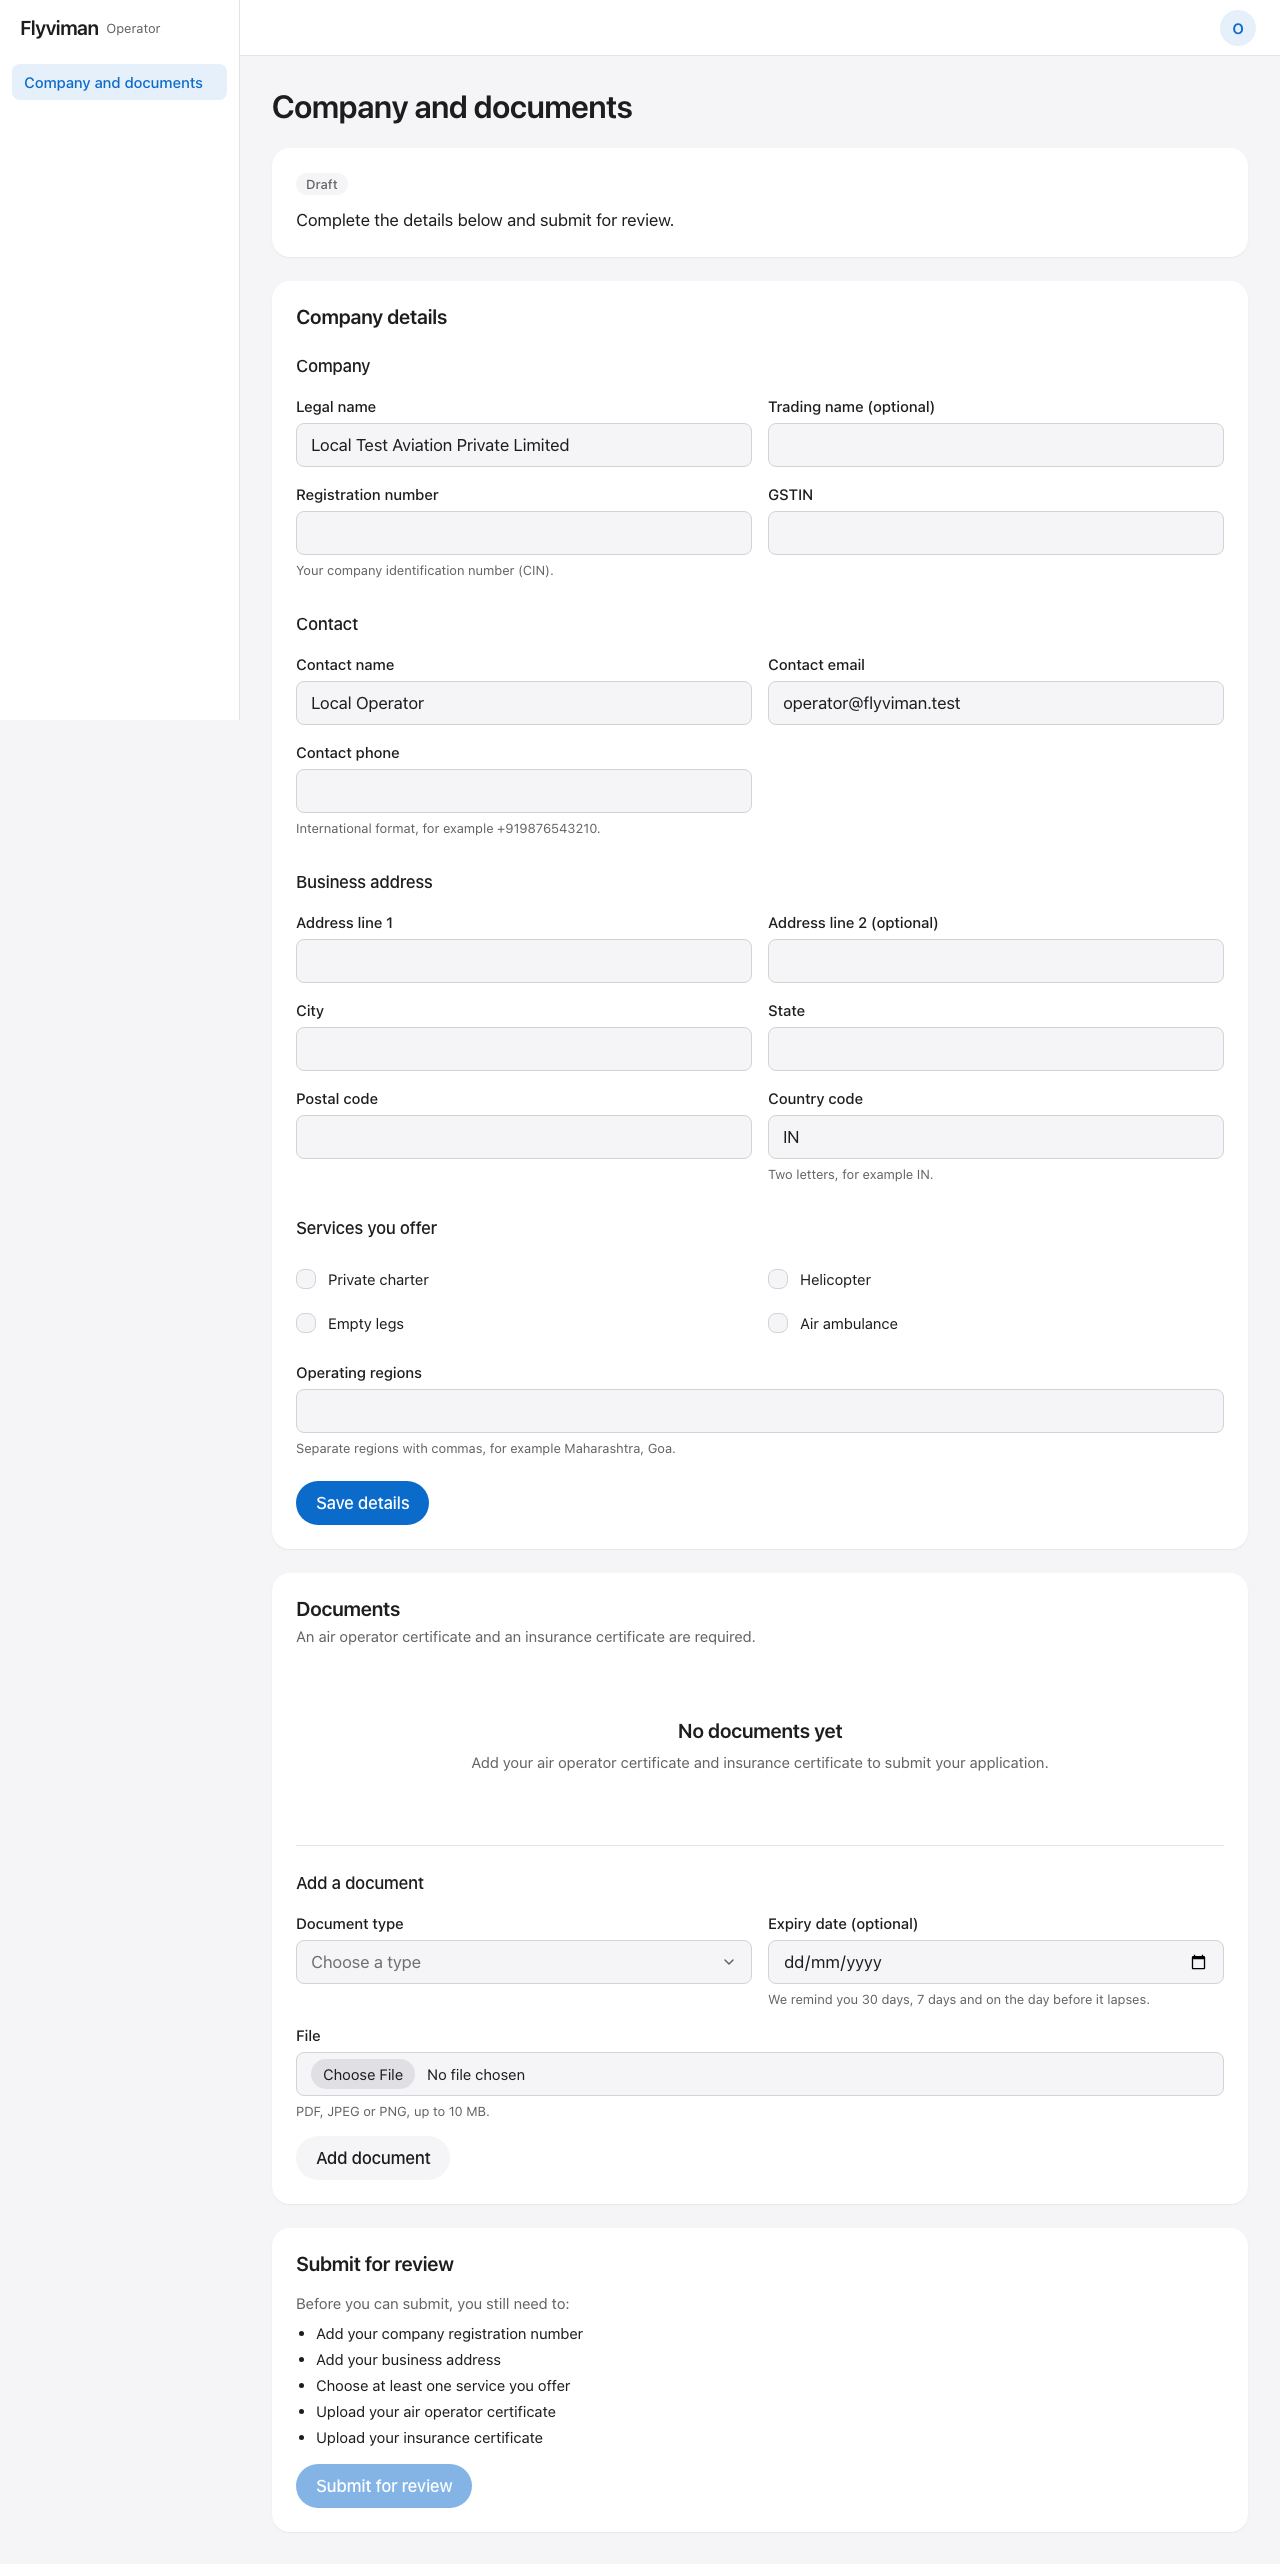 Flyviman Operator
O
Company and documents
Company and documents
Draft
Complete the details below and submit for review.
Company details
Company
Legal name
Trading name (optional)
Local Test Aviation Private Limited
Registration number
GSTIN
Your company identification number (CIN).
Contact
Contact name
Contact email
Local Operator
operator@flyviman.test
Contact phone
International format, for example +919876543210.
Business address
Address line 1
Address line 2 (optional)
City
State
Postal code
Country code
IN
Two letters, for example IN.
Services you offer
Private charter
Helicopter
Empty legs
Air ambulance
Operating regions
Separate regions with commas, for example Maharashtra, Goa.
Save details
Documents
An air operator certificate and an insurance certificate are required.
No documents yet
Add your air operator certificate and insurance certificate to submit your application.
Add a document
Document type
Expiry date (optional)
Choose a type
dd/mm/yyyy
We remind you 30 days, 7 days and on the day before it lapses.
File
Choose File No file chosen
PDF, JPEG or PNG, up to 10 MB.
Add document
Submit for review
Before you can submit, you still need to:
• Add your company registration number
• Add your business address
• Choose at least one service you offer
• Upload your air operator certificate
• Upload your insurance certificate
Submit for review